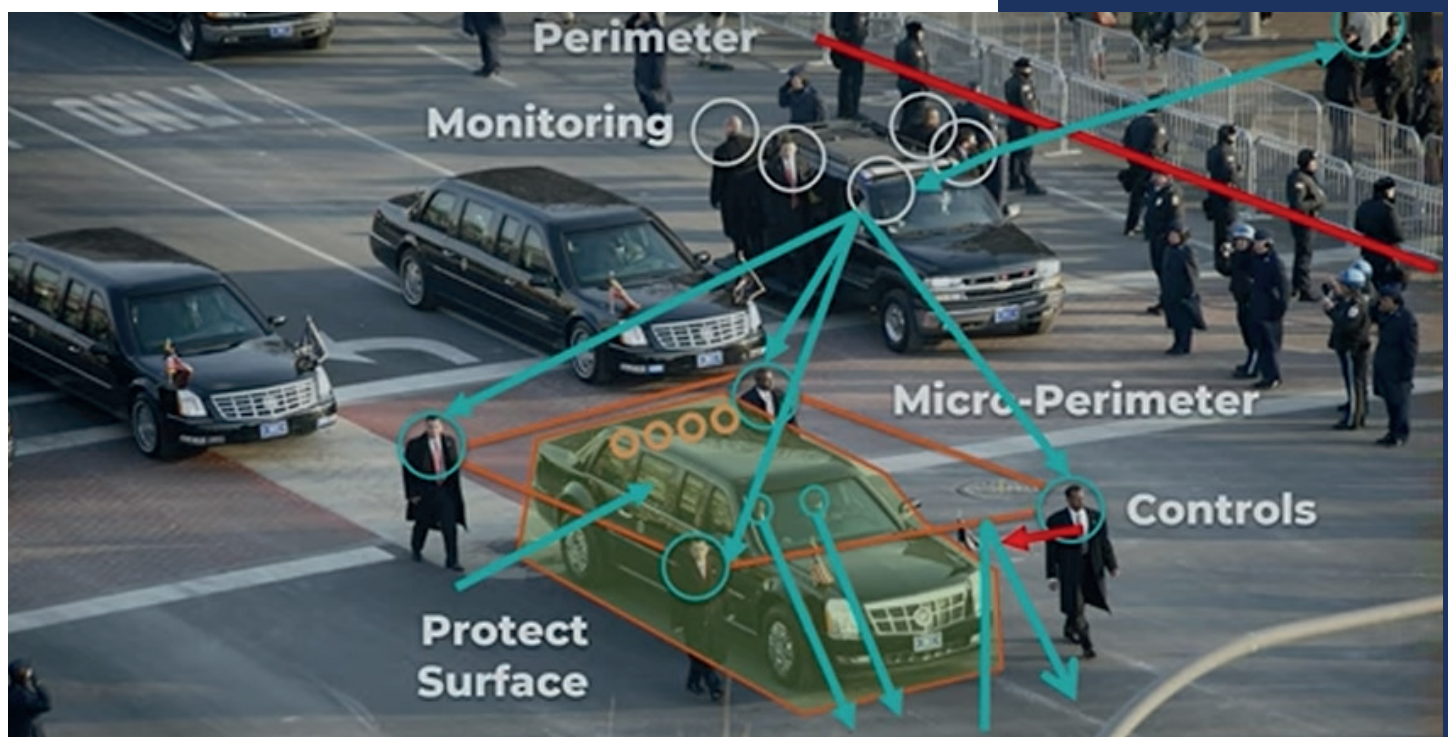 Perimeter
Monitoring
ONLY
Micro-Perimeter
Controls
Protect
Surface